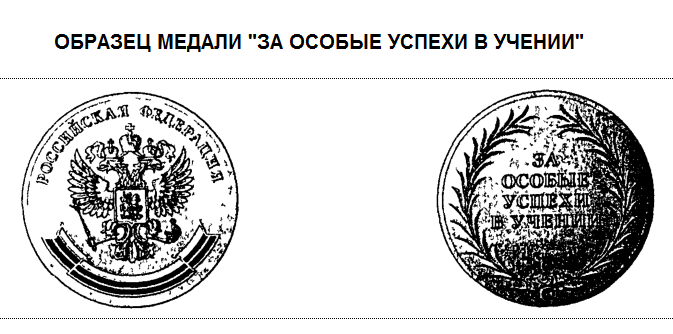 ОБРАЗЕЦ МЕДАЛИ "ЗА ОСОБЫЕ УСПЕХИ В УЧЕНИИ"
РОССИЙСКАЯ ФЕДЕРАЦИЯ
ЗА
ОСОБЫЕ
УСПЕХИ
В УЧЕНИИ